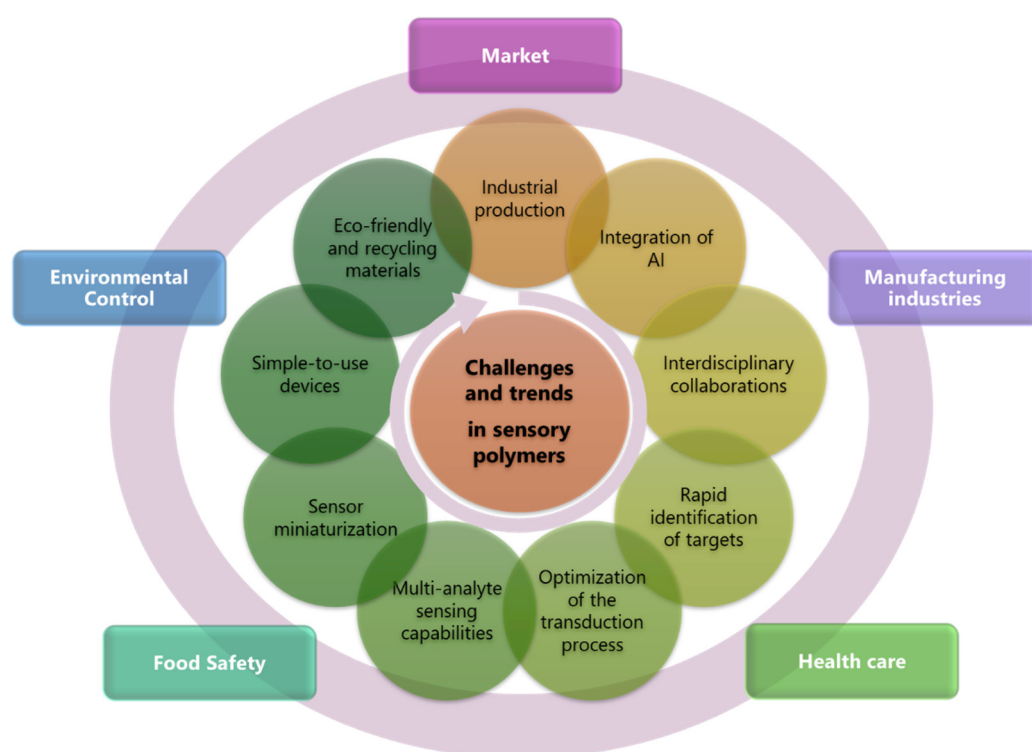 Market
Industrial
production
Integration of
AI
Interdisciplinary
collaborations
Rapid
identification
of targets
Optimization
of the
transduction
process
Multi-analyte
sensing
capabilities
Sensor
miniaturization
Simple-to-use
devices
Eco-friendly
and recycling
materials
Challenges
and trends
in sensory
polymers
Environmental
Control
Manufacturing
industries
Food Safety
Health care